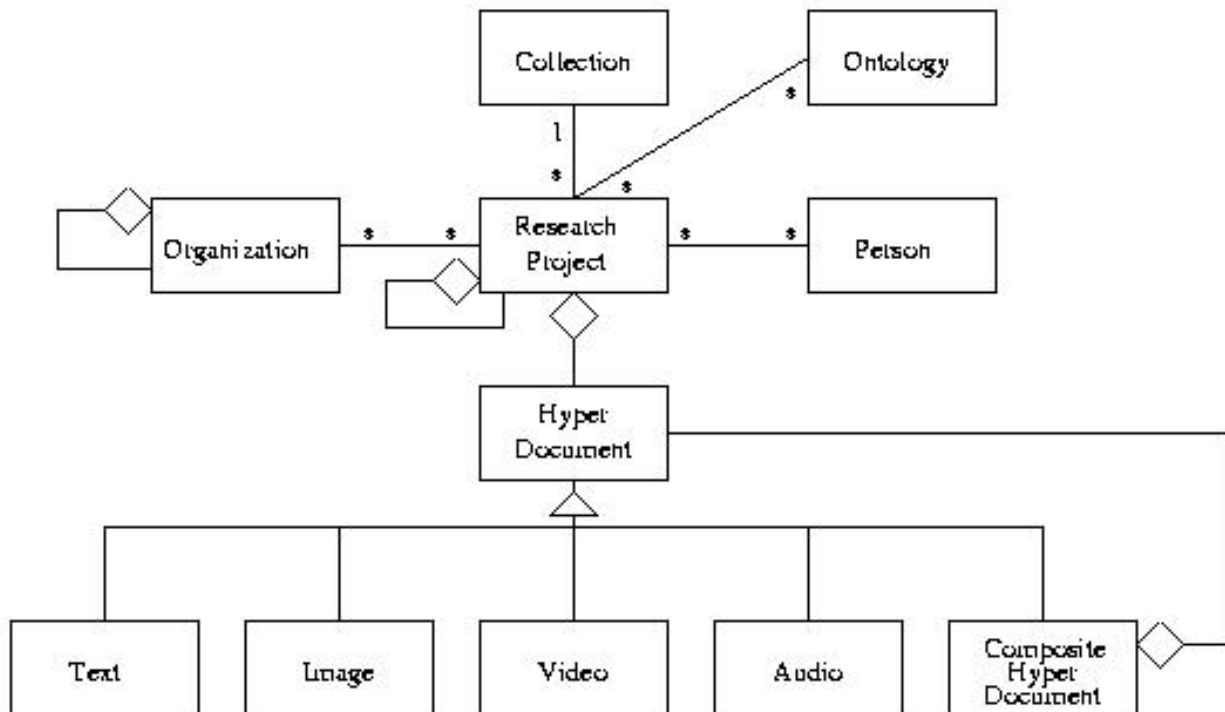 Collection
Ontology
1
*
*
*
Organization
*
*
Research
Project
*
*
Person
Hyper
Document
Text
Image
Video
Audio
Composite
Hyper
Document